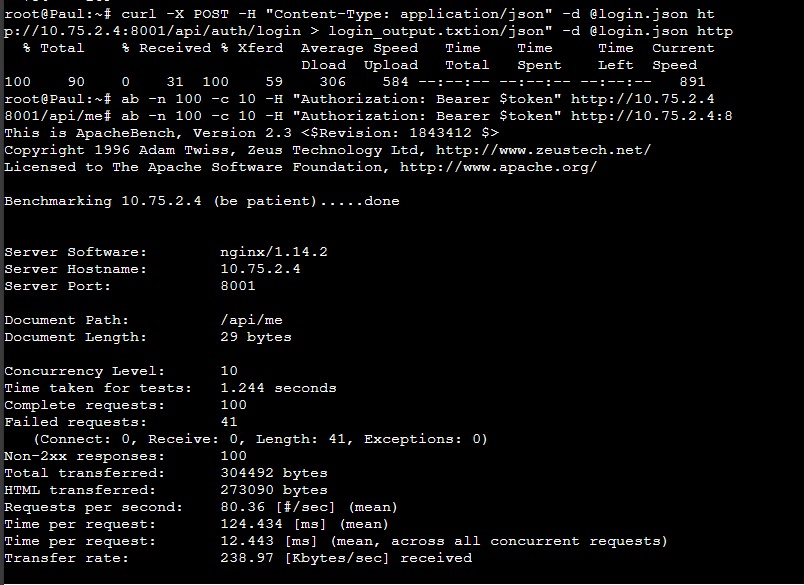 root@Paul:~# curl -X POST -H "Content-Type: application/json" -d @login.json ht
p://10.75.2.4:8001/api/auth/login > login_output.txtion/json" -d @login.json http
  % Total    % Received % Xferd  Average Speed   Time    Time     Time  Current
                                 Dload  Upload   Total   Spent    Left  Speed
100    90    0    31  100    59    306    584 --:--:-- --:--:-- --:--:--   891
root@Paul:~# ab -n 100 -c 10 -H "Authorization: Bearer $token" http://10.75.2.4
8001/api/me# ab -n 100 -c 10 -H "Authorization: Bearer $token" http://10.75.2.4:8
This is ApacheBench, Version 2.3 <$Revision: 1843412 $>
Copyright 1996 Adam Twiss, Zeus Technology Ltd, http://www.zeustech.net/
Licensed to The Apache Software Foundation, http://www.apache.org/

Benchmarking 10.75.2.4 (be patient).....done


Server Software:        nginx/1.14.2
Server Hostname:        10.75.2.4
Server Port:            8001

Document Path:          /api/me
Document Length:        29 bytes

Concurrency Level:      10
Time taken for tests:   1.244 seconds
Complete requests:      100
Failed requests:        41
   (Connect: 0, Receive: 0, Length: 41, Exceptions: 0)
Non-2xx responses:      100
Total transferred:      304492 bytes
HTML transferred:       273090 bytes
Requests per second:    80.36 [#/sec] (mean)
Time per request:       124.434 [ms] (mean)
Time per request:       12.443 [ms] (mean, across all concurrent requests)
Transfer rate:          238.97 [Kbytes/sec] received